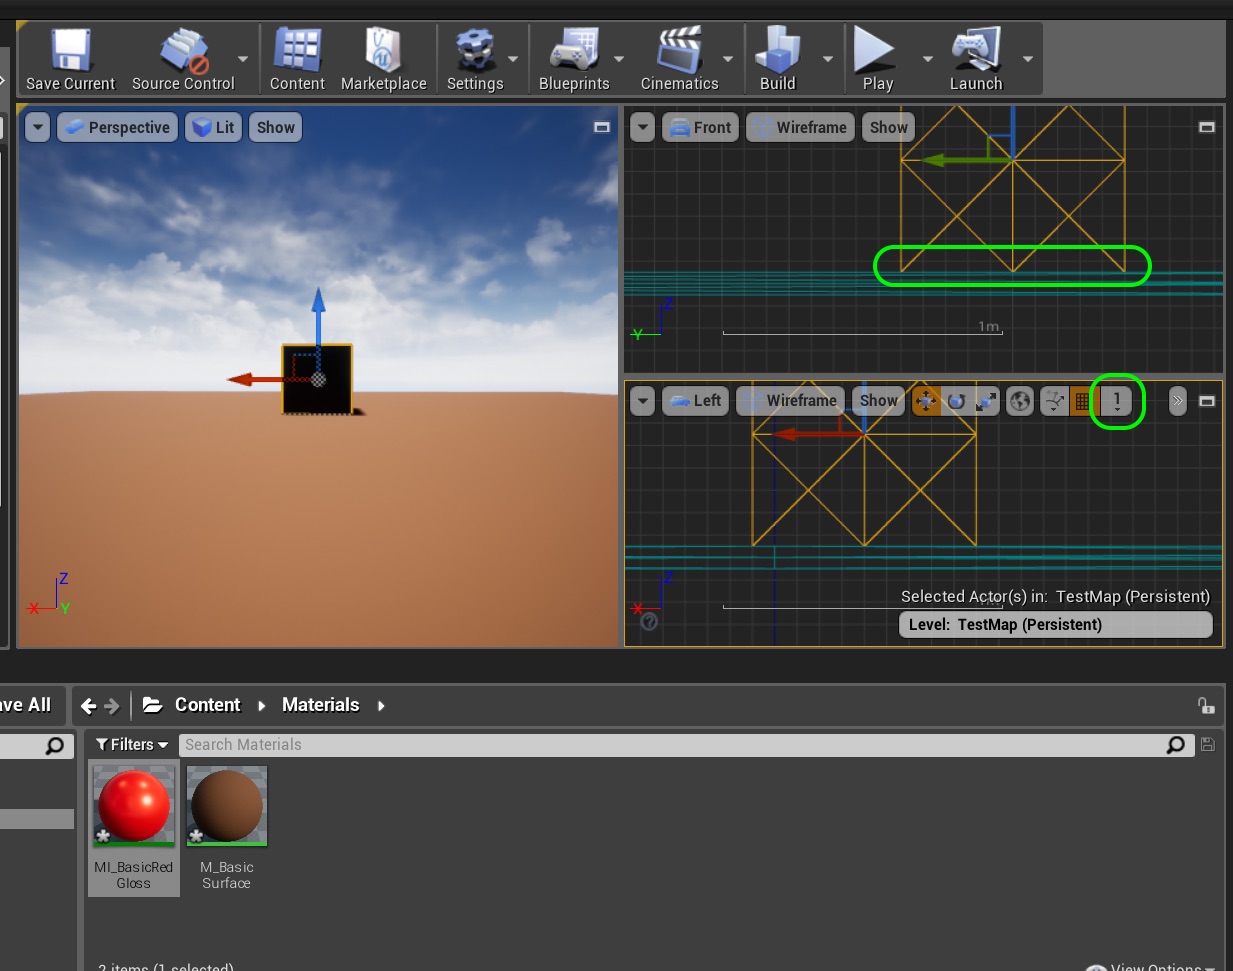 Save Current
Source Control
Content
Marketplace
Settings
Blueprints
Cinematics
Build
Play
Launch
Perspective
Lit
Show
Front
Wireframe
Show
Z
Y
1m
Left
Wireframe
Show
1
Z
X
Y
Z
X
Selected Actor(s) in: TestMap (Persistent)
Level: TestMap (Persistent)
ve All
Content
Materials
Filters
Search Materials
MI_BasicRed
Gloss
M_Basic
Surface
2 items (1 selected)
View Options